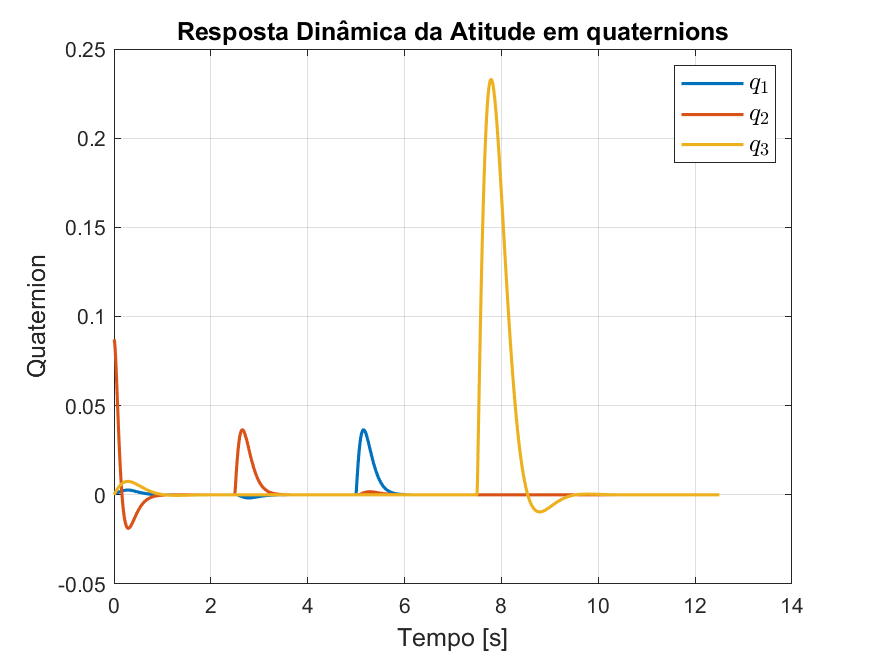 Resposta Dinâmica da Atitude em quaternions
0.25
0.2
0.15
0.1
0.05
0
-0.05
Quaternion
q1
q2
q3
0 2 4 6 8 10 12 14
Tempo [s]